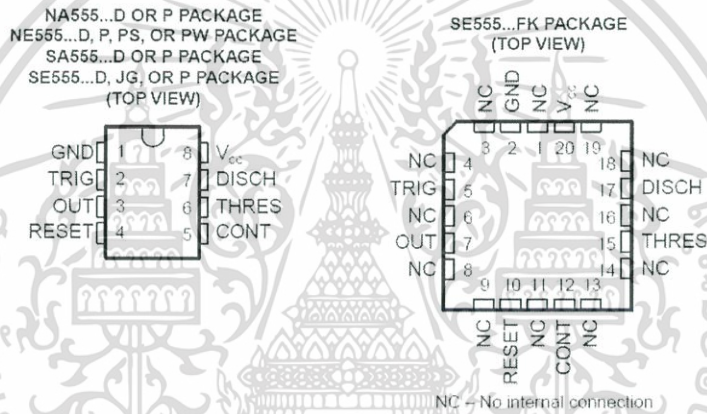 NA555...D OR P PACKAGE
NE555...D, P, PS, OR PW PACKAGE
SA555...D OR P PACKAGE
SE555...D, JG, OR P PACKAGE
(TOP VIEW)
GND 1 8 Vcc
TRIG 2 7 DISCH
OUT 3 6 THRES
RESET 4 5 CONT
SE555...FK PACKAGE
(TOP VIEW)
NC GND NC Vcc NC
3 2 1 20 19
NC 4 18 NC
TRIG 5 17 DISCH
NC 6 16 NC
OUT 7 15 THRES
NC 8 14 NC
9 10 11 12 13
NC RESET NC CONT NC
NC – No internal connection